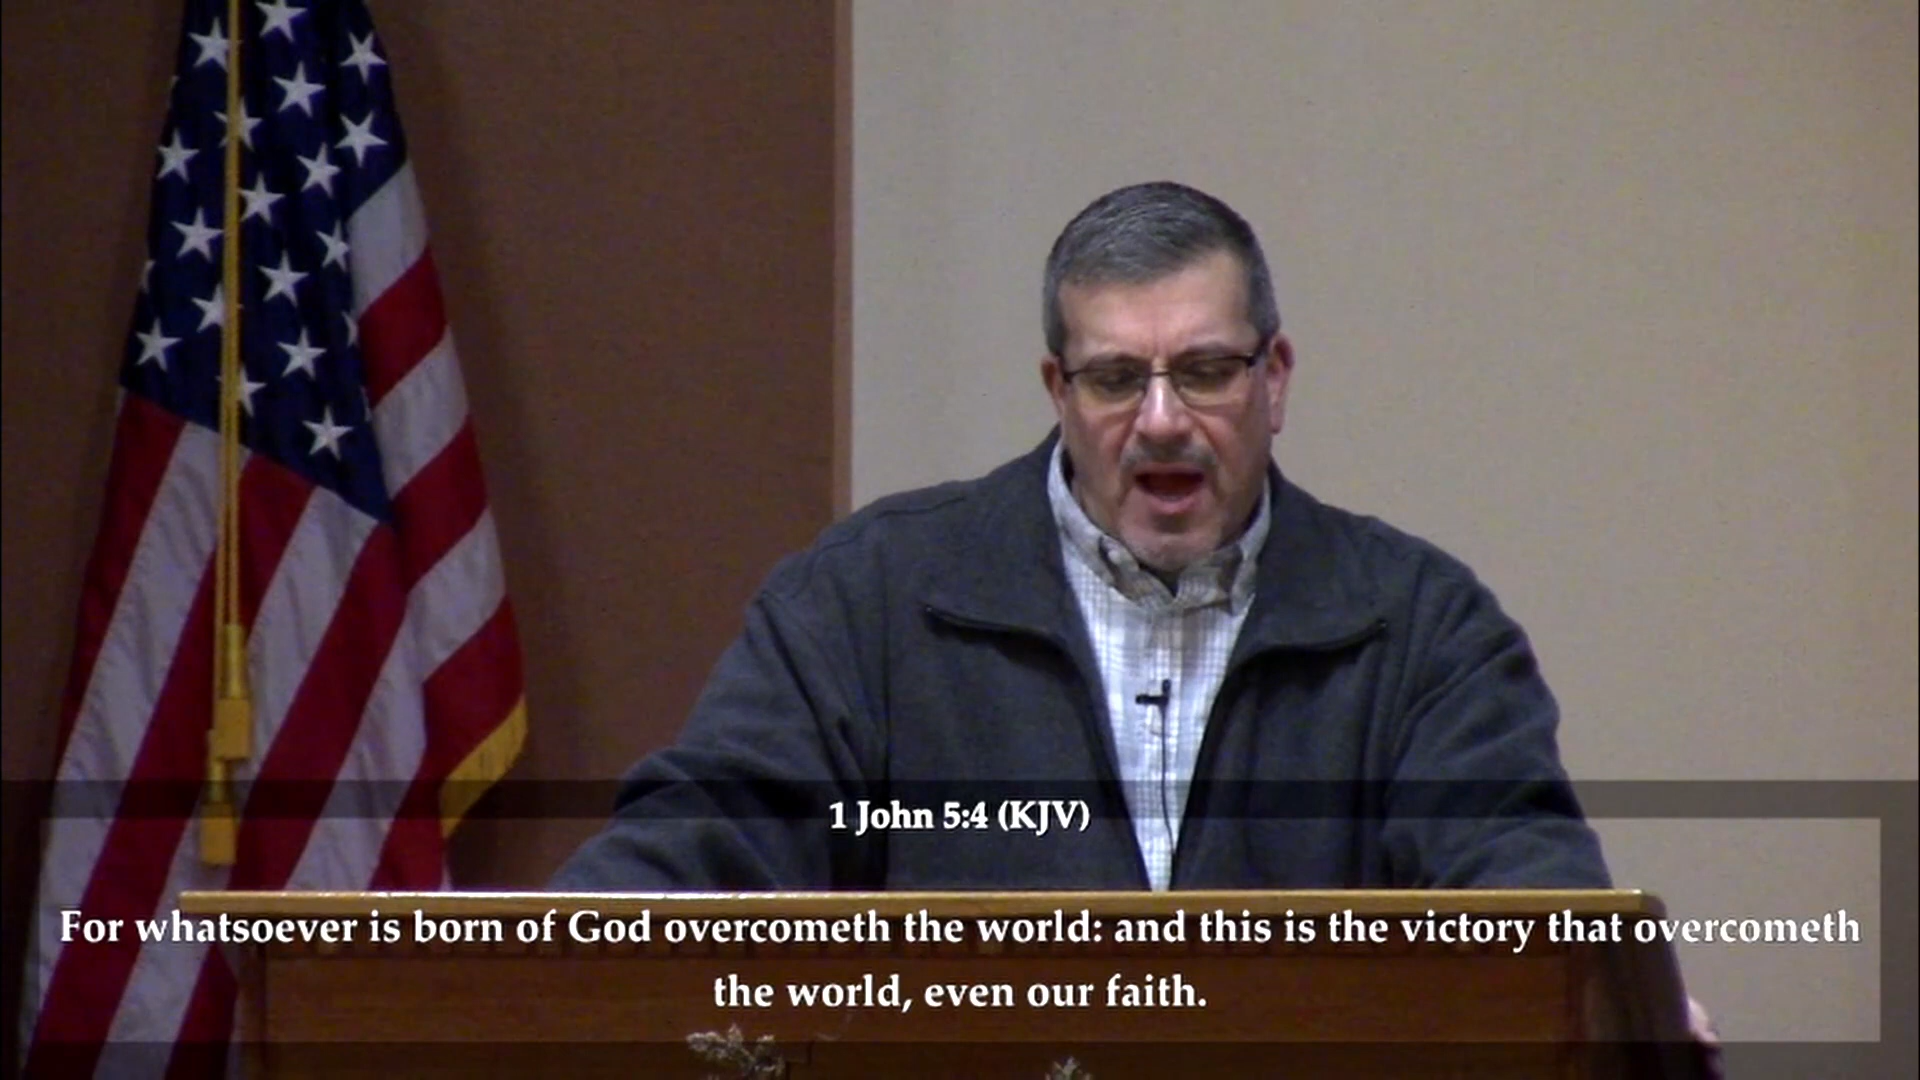 1 John 5:4 (KJV)
For whatsoever is born of God overcometh the world: and this is the victory that overcometh
the world, even our faith.